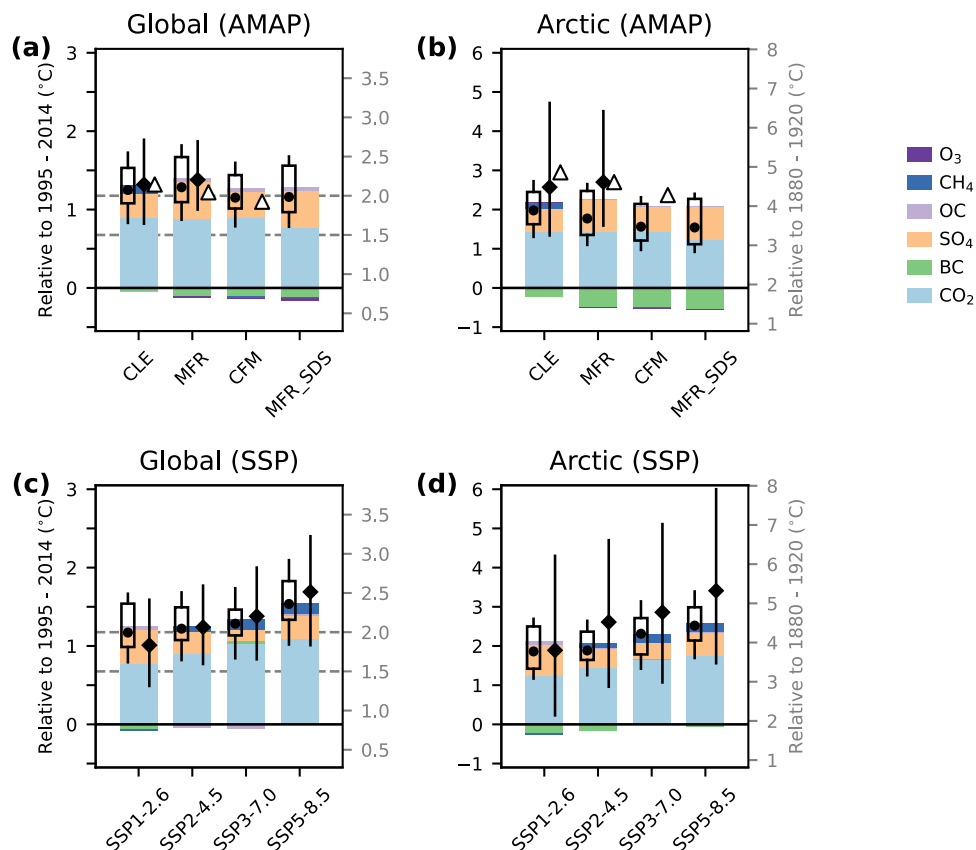 Global (AMAP)
Arctic (AMAP)
(a)
(b)
Relative to 1995 - 2014 (°C)
3
2
1
0
3.5
3.0
2.5
2.0
1.5
1.0
0.5
CLE
MFR
CFM
MFR_SDS
6
5
4
3
2
1
0
−1
8
7
6
5
4
3
2
1
Relative to 1880 - 1920 (°C)
CLE
MFR
CFM
MFR_SDS
O₃
CH₄
OC
SO₄
BC
CO₂
Global (SSP)
Arctic (SSP)
(c)
(d)
Relative to 1995 - 2014 (°C)
3
2
1
0
3.5
3.0
2.5
2.0
1.5
1.0
0.5
SSP1-2.6
SSP2-4.5
SSP3-7.0
SSP5-8.5
6
5
4
3
2
1
0
−1
8
7
6
5
4
3
2
1
Relative to 1880 - 1920 (°C)
SSP1-2.6
SSP2-4.5
SSP3-7.0
SSP5-8.5